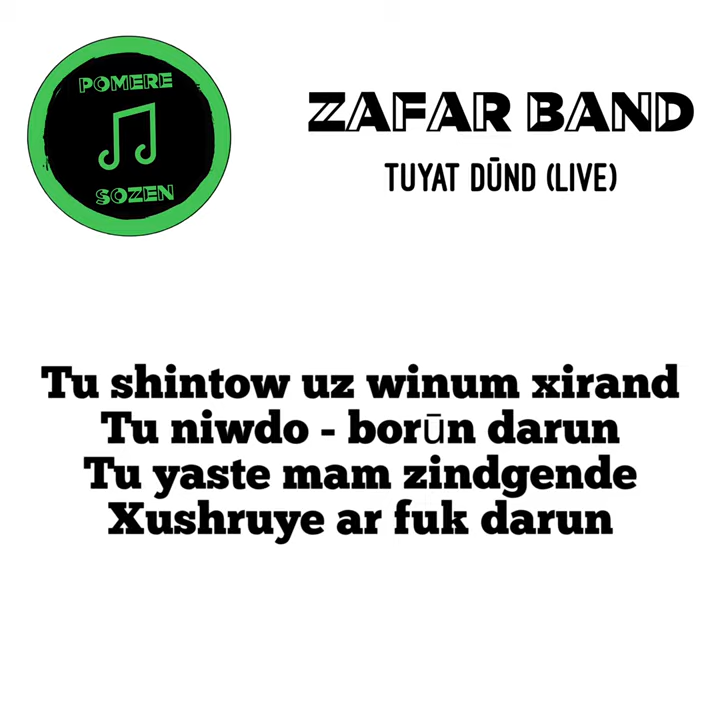 POMERE
SOZEN
ZAFAR BAND
TUYAT DŪND (LIVE)
Tu shintow uz winum xirand
Tu niwdo - borūn darun
Tu yaste mam zindgende
Xushruye ar fuk darun